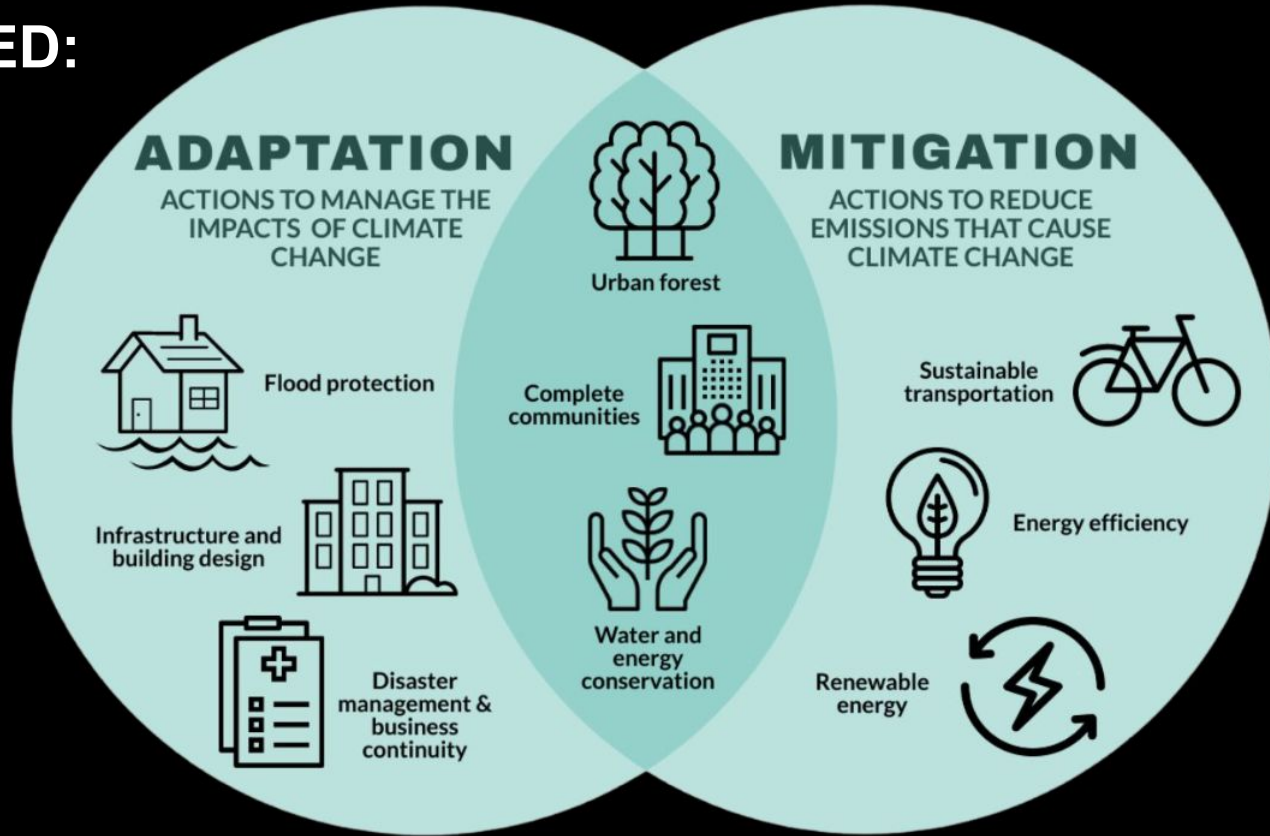 ED:
ADAPTATION
ACTIONS TO MANAGE THE
IMPACTS OF CLIMATE
CHANGE
Flood protection
Infrastructure and
building design
Disaster
management &
business
continuity
Urban forest
Complete
communities
Water and
energy
conservation
MITIGATION
ACTIONS TO REDUCE
EMISSIONS THAT CAUSE
CLIMATE CHANGE
Sustainable
transportation
Energy efficiency
Renewable
energy